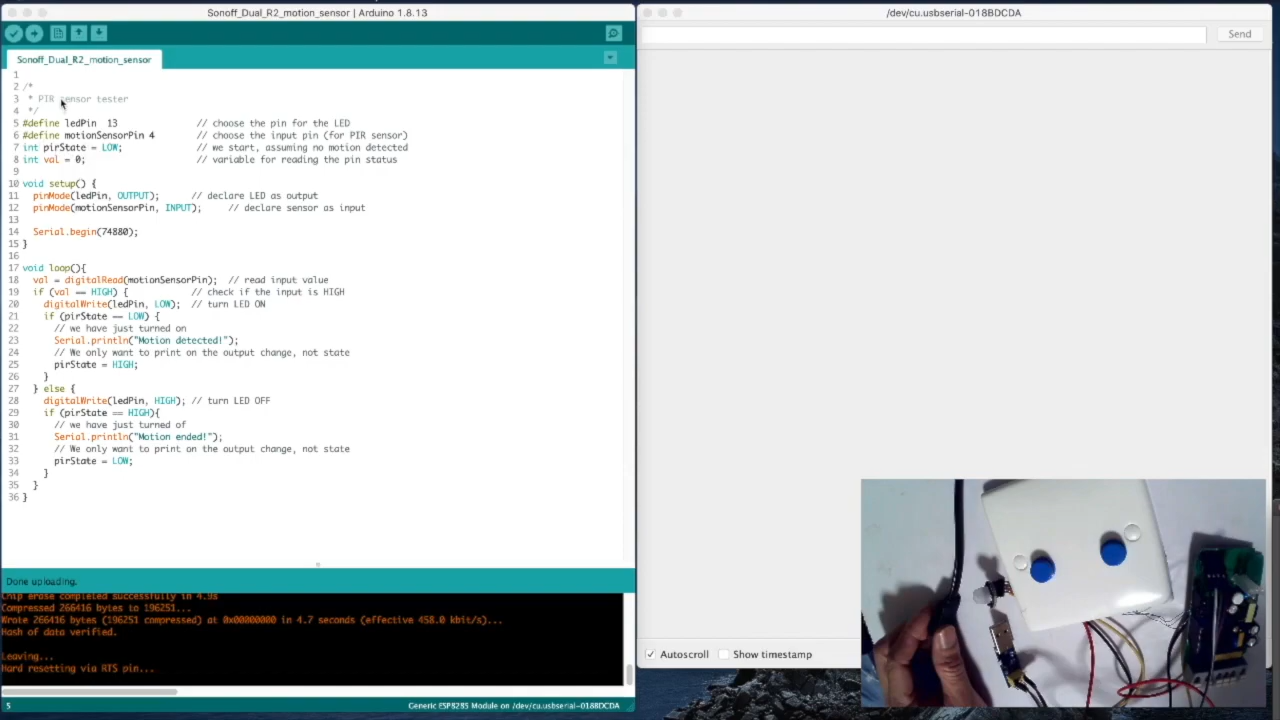 Sonoff_Dual_R2_motion_sensor | Arduino 1.8.13
Sonoff_Dual_R2_motion_sensor
1
2 /*
3 * PIR sensor tester
4 */
5 #define ledPin 13 // choose the pin for the LED
6 #define motionSensorPin 4 // choose the input pin (for PIR sensor)
7 int pirState = LOW; // we start, assuming no motion detected
8 int val = 0; // variable for reading the pin status
9
10 void setup() {
11 pinMode(ledPin, OUTPUT); // declare LED as output
12 pinMode(motionSensorPin, INPUT); // declare sensor as input
13
14 Serial.begin(74880);
15 }
16
17 void loop(){
18 val = digitalRead(motionSensorPin); // read input value
19 if (val == HIGH) { // check if the input is HIGH
20 digitalWrite(ledPin, LOW); // turn LED ON
21 if (pirState == LOW) {
22 // we have just turned on
23 Serial.println("Motion detected!");
24 // We only want to print on the output change, not state
25 pirState = HIGH;
26 }
27 } else {
28 digitalWrite(ledPin, HIGH); // turn LED OFF
29 if (pirState == HIGH){
30 // we have just turned of
31 Serial.println("Motion ended!");
32 // We only want to print on the output change, not state
33 pirState = LOW;
34 }
35 }
36 }
Done uploading.
Chip erase completed successfully in 4.9s
Compressed 266416 bytes to 196251...
Wrote 266416 bytes (196251 compressed) at 0x00000000 in 4.7 seconds (effective 458.0 kbit/s)...
Hash of data verified.
Leaving...
Hard resetting via RTS pin...
5
Generic ESP8285 Module on /dev/cu.usbserial-018BDCDA
/dev/cu.usbserial-018BDCDA
Send
Autoscroll
Show timestamp